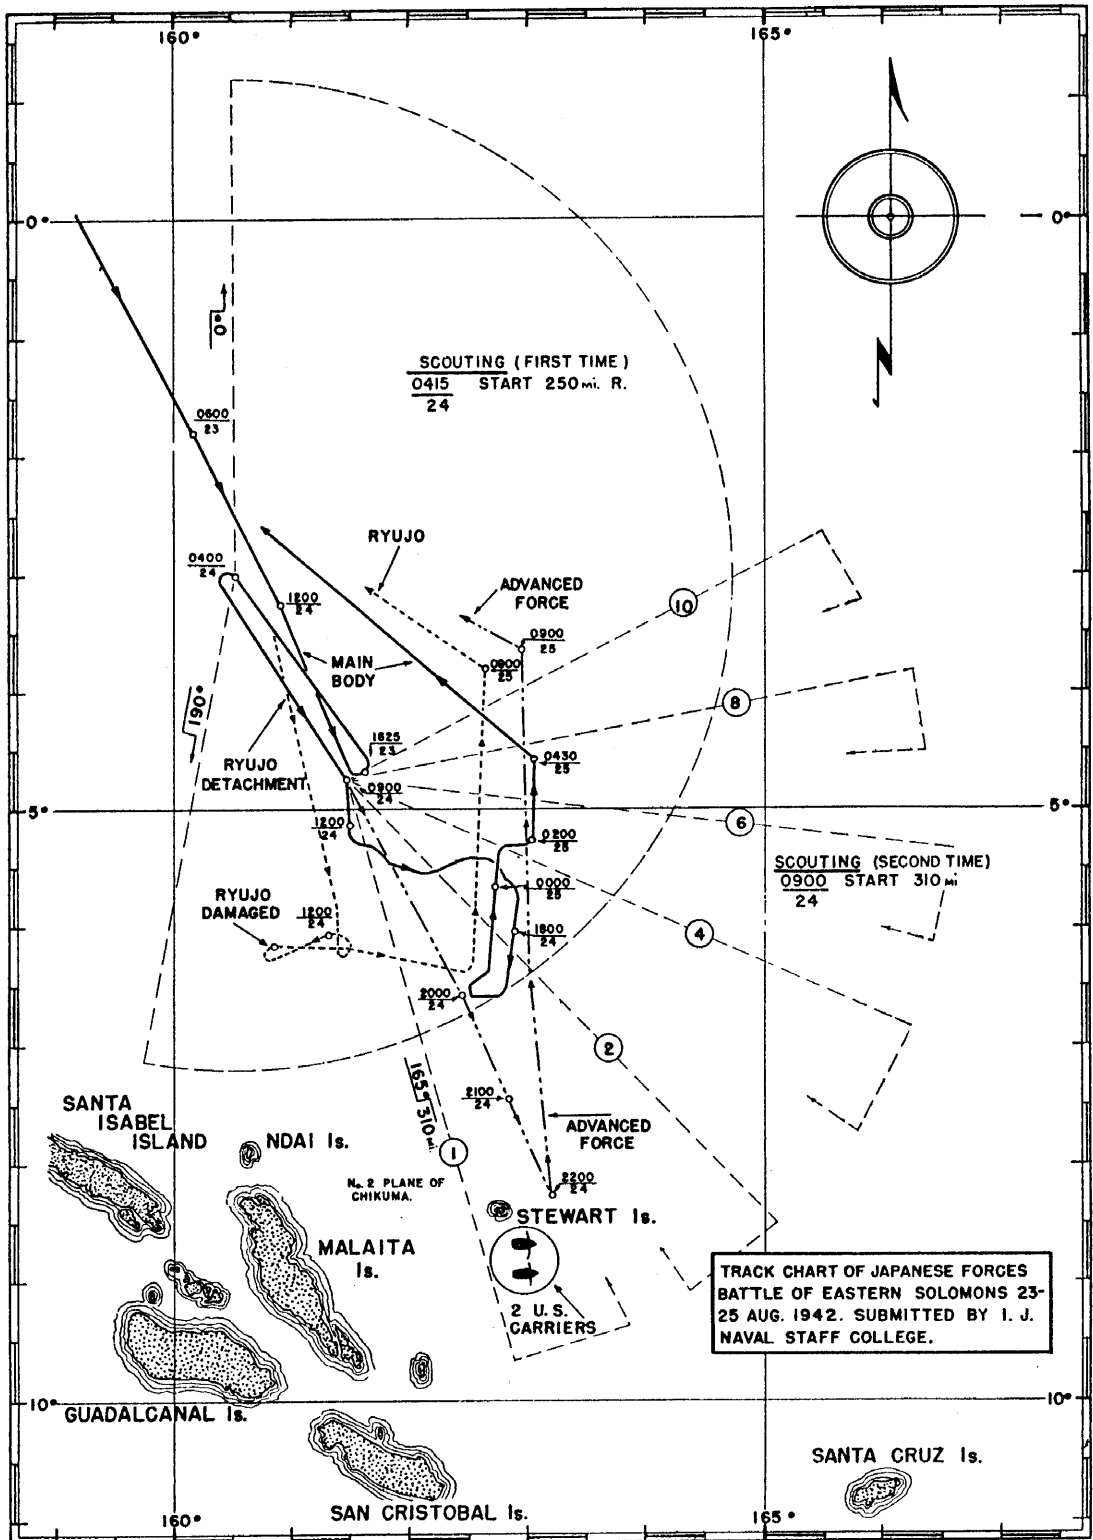 160°
165°
0°
0°
0°
SCOUTING (FIRST TIME)
0415 START 250 mi. R.
24
0600
23
RYUJO
0400
24
1200
24
ADVANCED
FORCE
0900
25
MAIN
BODY
0900
25
10
190°
8
RYUJO
DETACHMENT
1625
23
0900
24
0430
25
5°
5°
1200
24
0200
25
6
SCOUTING (SECOND TIME)
0900 START 310 mi
24
RYUJO
DAMAGED
1200
24
0000
25
1800
24
4
2000
24
2
165° 310 mi.
2100
24
SANTA
ISABEL
ISLAND
NDAI Is.
ADVANCED
FORCE
1
No. 2 PLANE OF
CHIKUMA.
2200
24
STEWART Is.
MALAITA
Is.
2 U.S.
CARRIERS
TRACK CHART OF JAPANESE FORCES
BATTLE OF EASTERN SOLOMONS 23-
25 AUG. 1942. SUBMITTED BY I. J.
NAVAL STAFF COLLEGE.
10°
10°
GUADALCANAL Is.
SANTA CRUZ Is.
SAN CRISTOBAL Is.
160°
165°